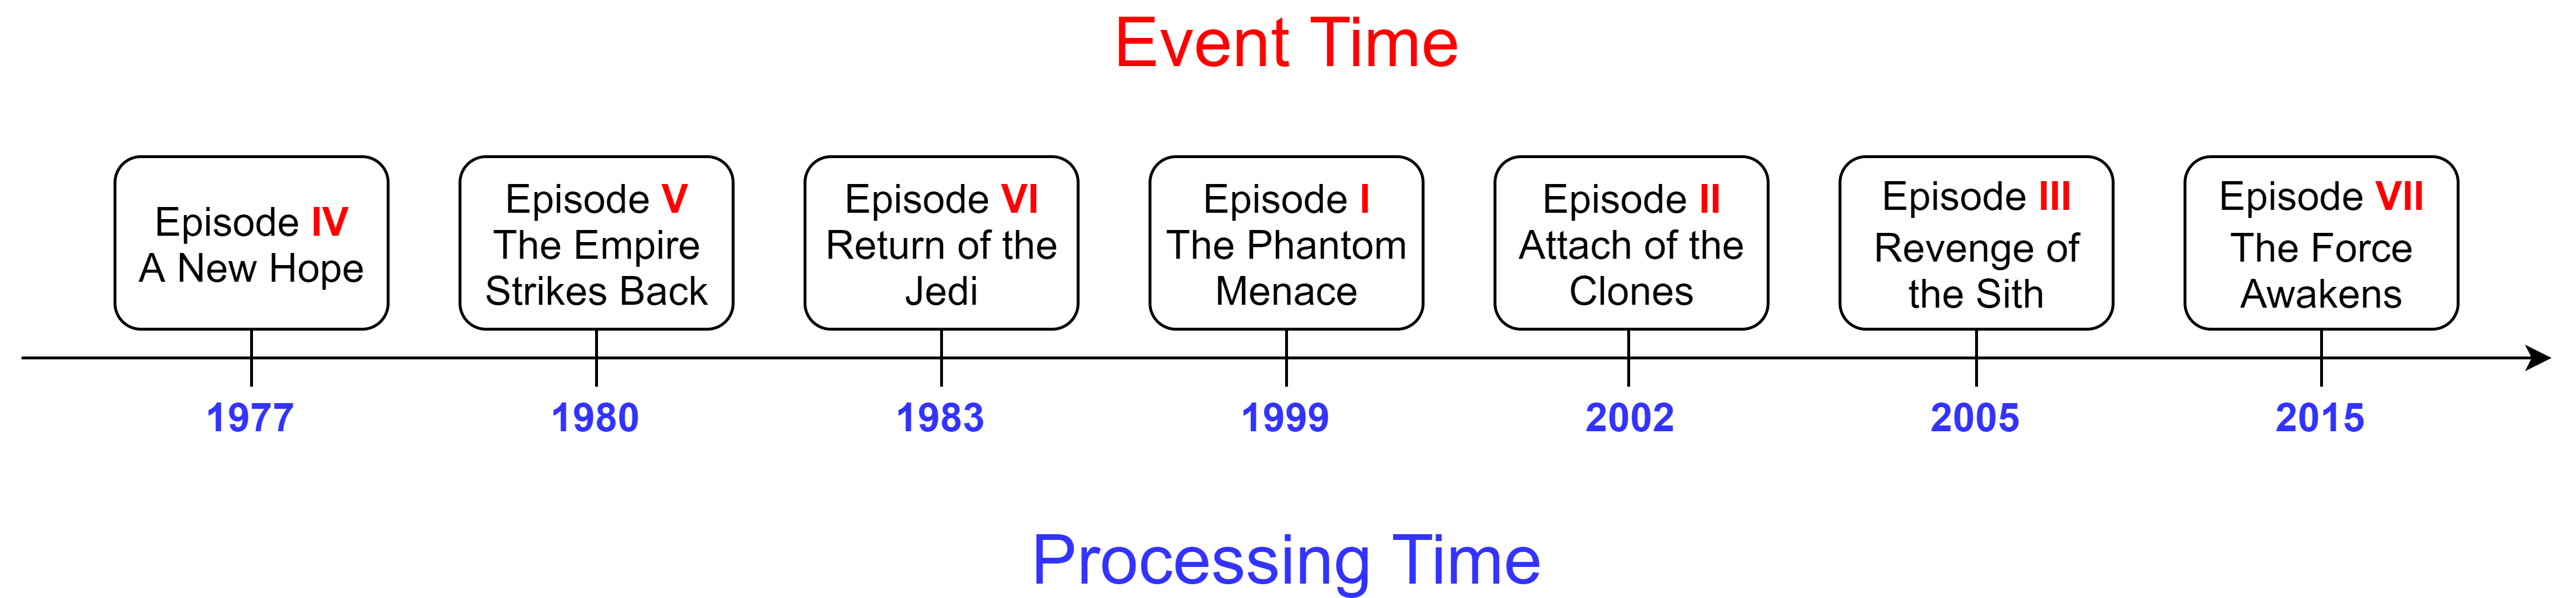 Event Time
Episode IV
A New Hope
Episode V
The Empire
Strikes Back
Episode VI
Return of the
Jedi
Episode I
The Phantom
Menace
Episode II
Attach of the
Clones
Episode III
Revenge of
the Sith
Episode VII
The Force
Awakens
1977
1980
1983
1999
2002
2005
2015
Processing Time